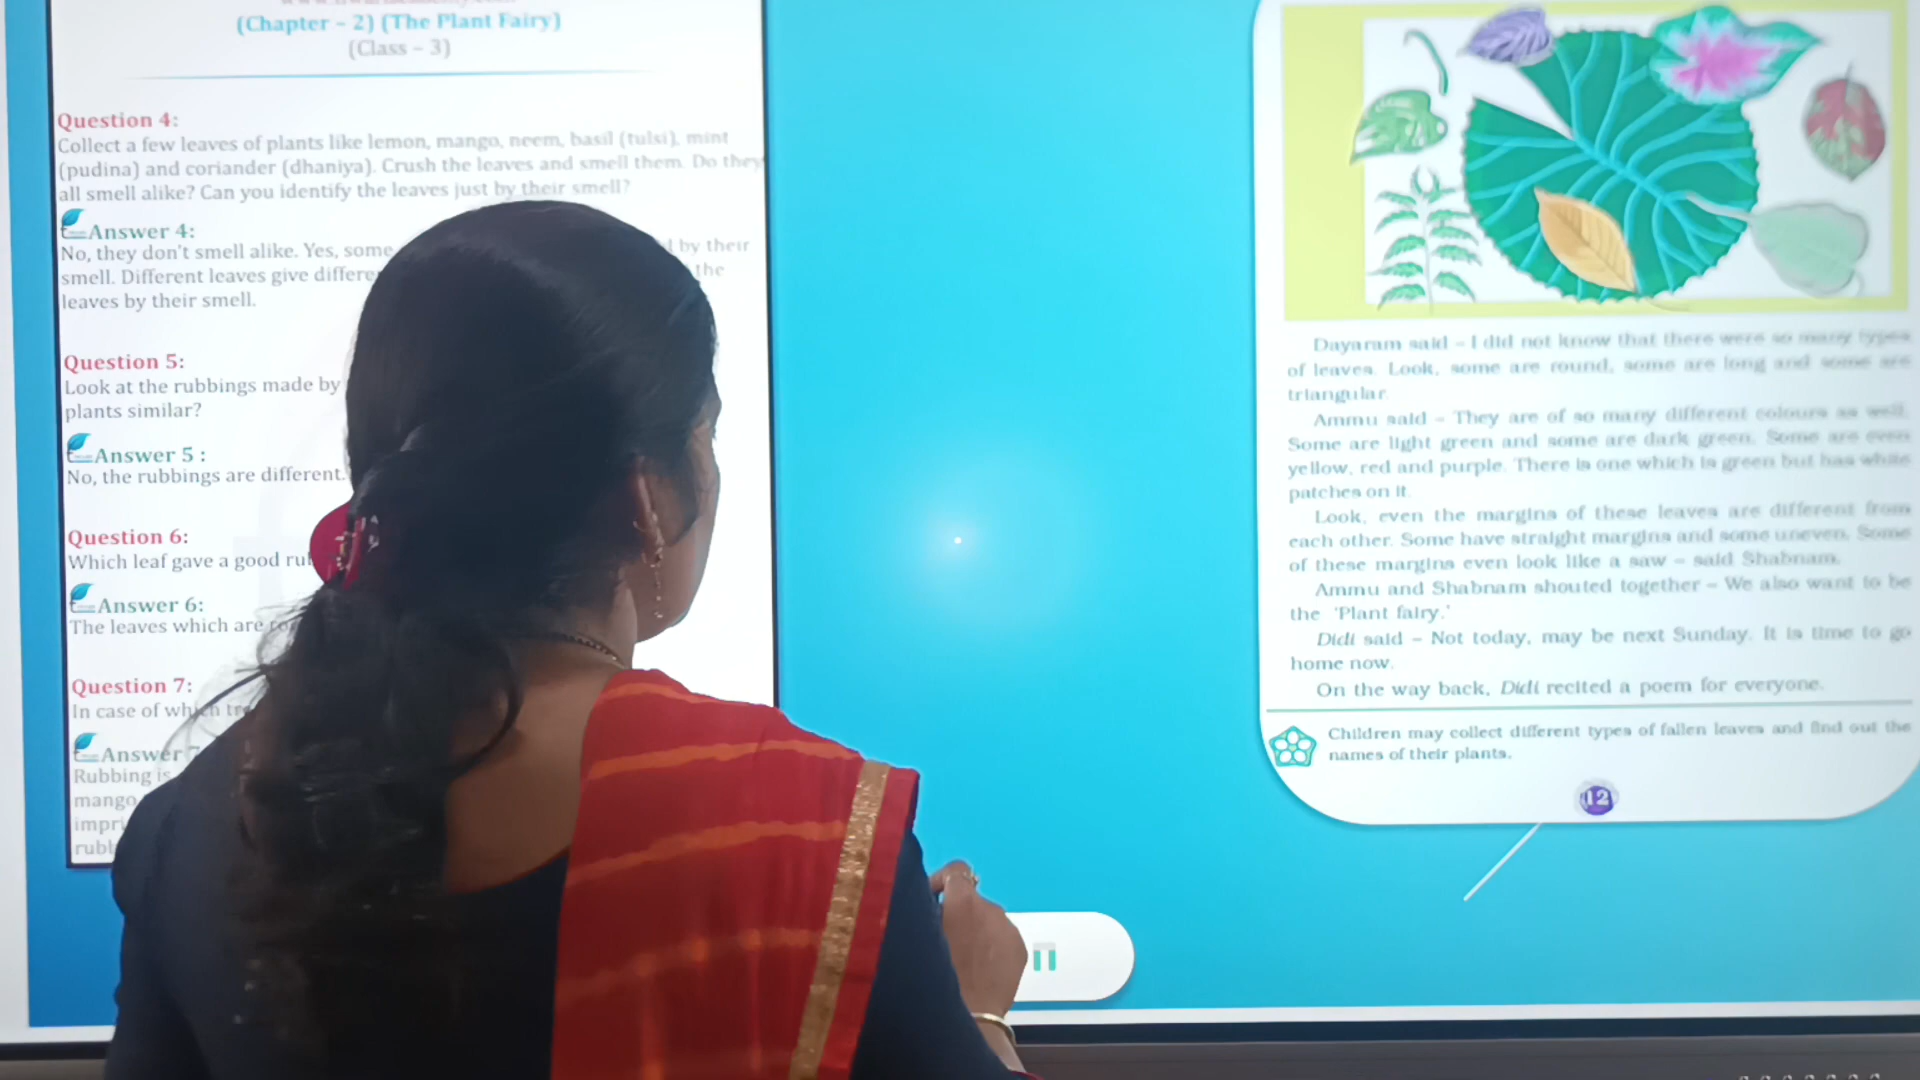 (Chapter – 2) (The Plant Fairy)
(Class – 3)
Question 4:
Collect a few leaves of plants like lemon, mango, neem, basil (tulsi), mint
(pudina) and coriander (dhaniya). Crush the leaves and smell them. Do they
all smell alike? Can you identify the leaves just by their smell?
Answer 4:
No, they don't smell alike. Yes, some by their
smell. Different leaves give the
leaves by their smell.
Question 5:
Look at the rubbings made by
plants similar?
Answer 5 :
No, the rubbings are different.
Question 6:
Which leaf gave a good
Answer 6:
The leaves which are
Question 7:
In case of which
Answer
Rubbing is
mango
Dayaram said – I did not know that there were so many types
of leaves. Look, some are round, some are long and some are
triangular.
Ammu said – They are of so many different colours as well.
Some are light green and some are dark green. Some are even
yellow, red and purple. There is one which is green but has white
patches on it.
Look, even the margins of these leaves are different from
each other. Some have straight margins and some uneven. Some
of these margins even look like a saw – said Shabnam.
Ammu and Shabnam shouted together – We also want to be
the 'Plant fairy.'
Didi said – Not today, may be next Sunday. It is time to go
home now.
On the way back, Didi recited a poem for everyone.
Children may collect different types of fallen leaves and find out the
names of their plants.
12